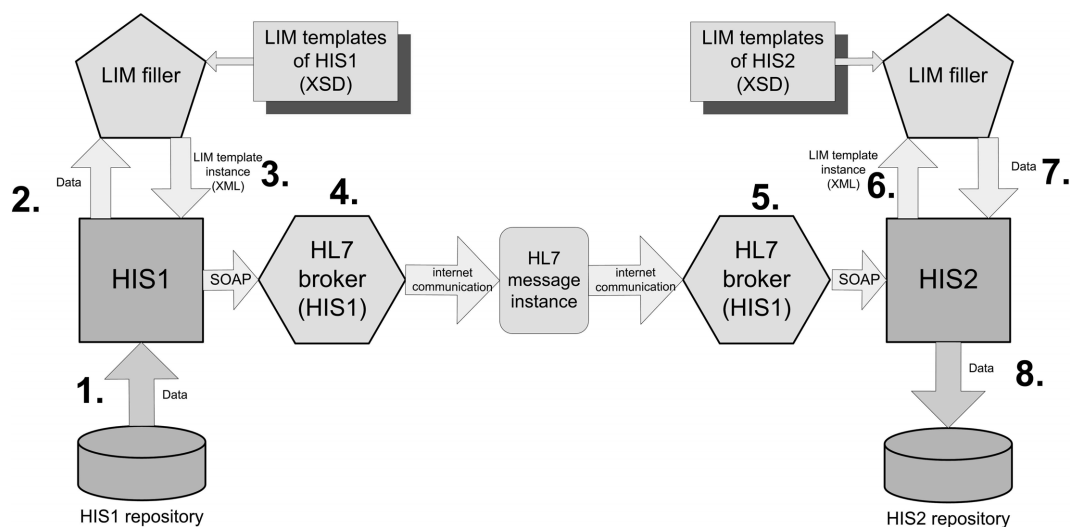 LIM filler
LIM templates
of HIS1
(XSD)
LIM templates
of HIS2
(XSD)
LIM filler
2.
Data
LIM template
instance
(XML)
3.
4.
5.
LIM template
instance
(XML)
6.
Data
7.
HIS1
SOAP
HL7
broker
(HIS1)
internet
communication
HL7
message
instance
internet
communication
HL7
broker
(HIS1)
SOAP
HIS2
1.
Data
Data
8.
HIS1 repository
HIS2 repository